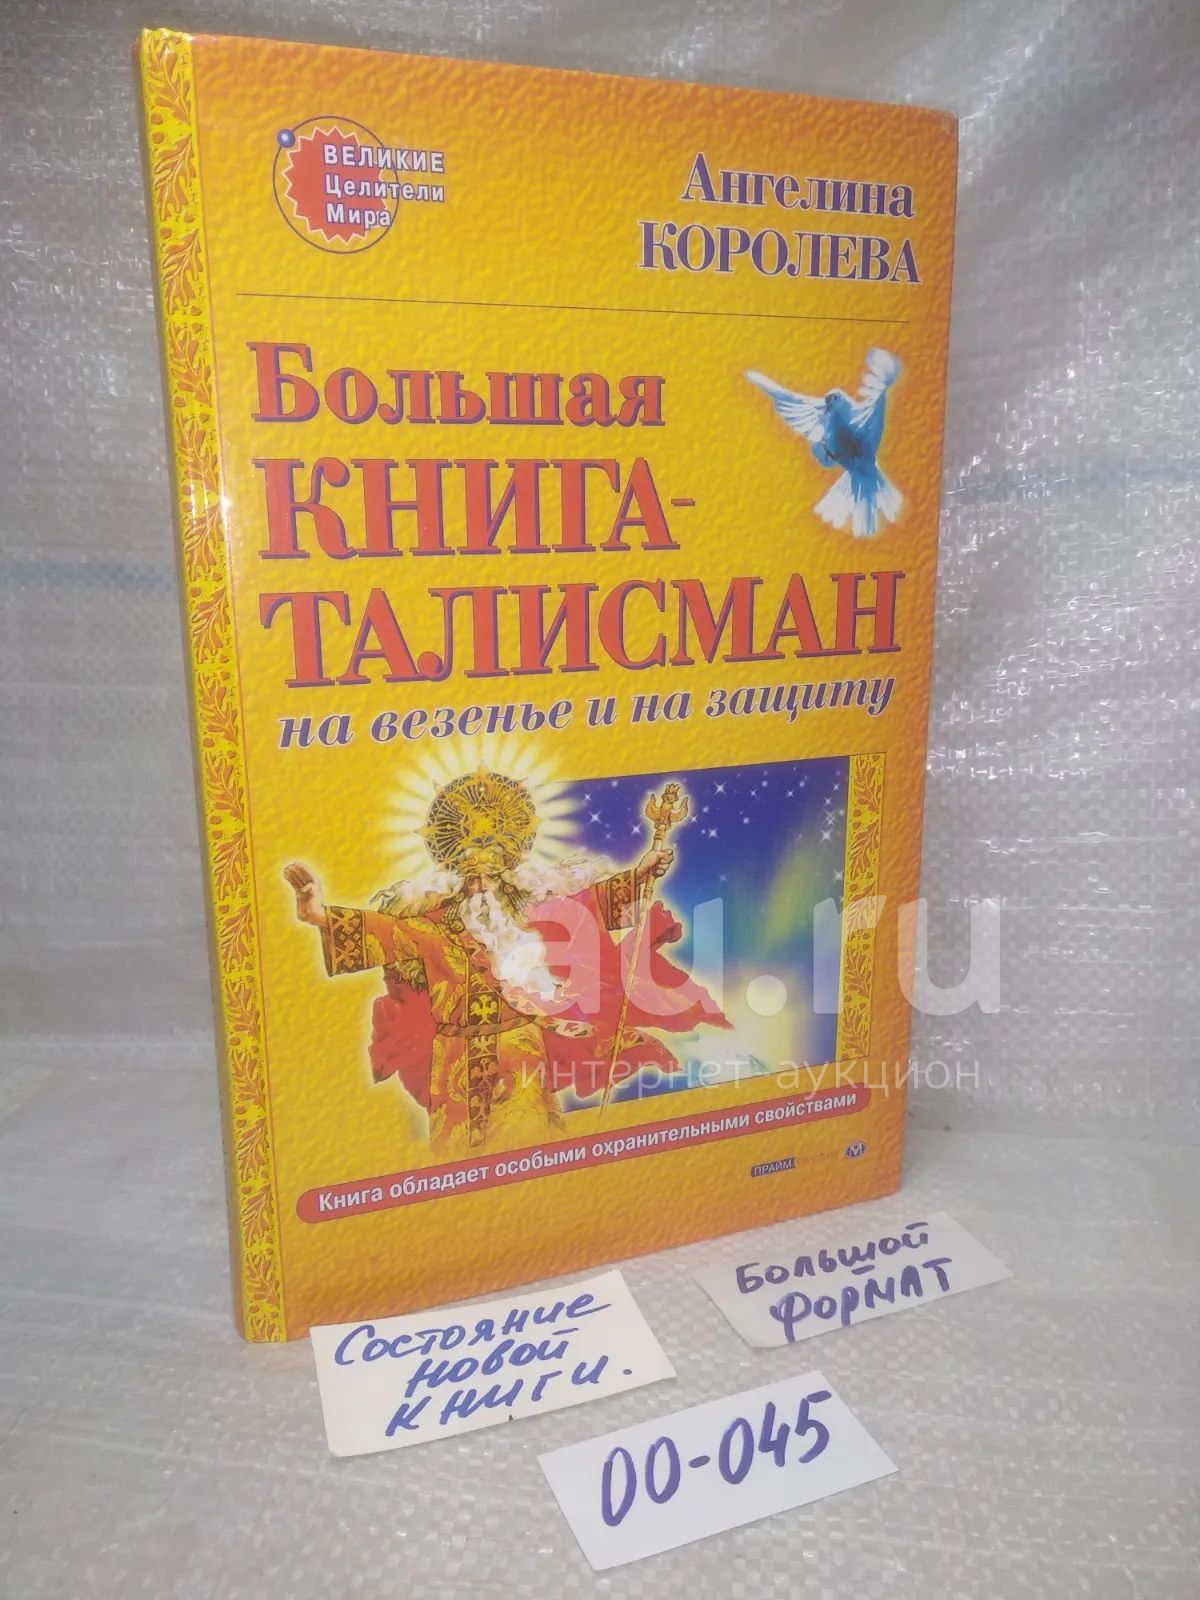 ВЕЛИКИЕ
Целители
Мира
Ангелина
КОРОЛЕВА
Большая
КНИГА-
ТАЛИСМАН
на везенье и на защиту
au.ru
интернет-аукцион
Книга обладает особыми охранительными свойствами
ПРАЙМ
Большой
ФОРМАТ
Состояние
новой
книги.
00-045